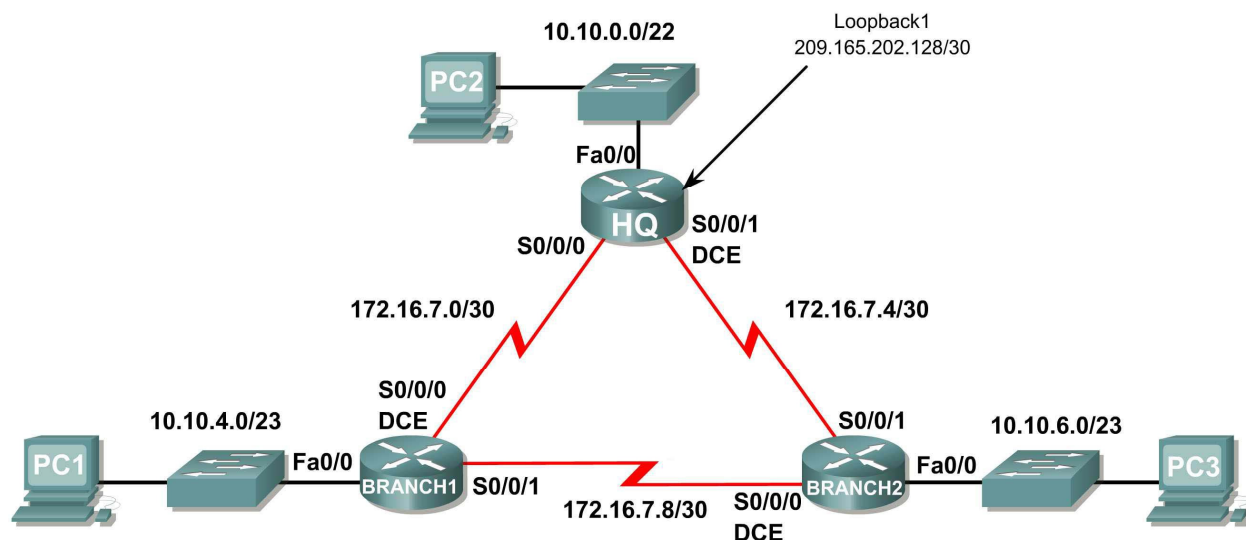 Loopback1
209.165.202.128/30
10.10.0.0/22
PC2
Fa0/0
HQ
S0/0/0
S0/0/1
DCE
172.16.7.0/30
172.16.7.4/30
S0/0/0
DCE
S0/0/1
10.10.4.0/23
10.10.6.0/23
PC1
Fa0/0
BRANCH1
S0/0/1
172.16.7.8/30
S0/0/0
DCE
BRANCH2
Fa0/0
PC3